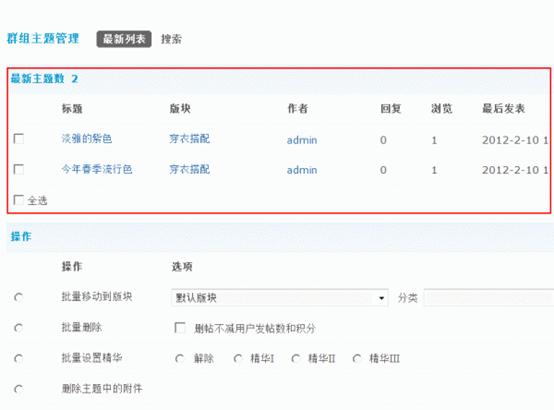 群组主题管理 最新列表 搜索
最新主题数 2
标题 版块 作者 回复 浏览 最后发表
淡雅的紫色 穿衣搭配 admin 0 1 2012-2-10 1
今年春季流行色 穿衣搭配 admin 0 1 2012-2-10 1
全选
操作
操作 选项
批量移动到版块 默认版块 分类
批量删除 删帖不减用户发帖数和积分
批量设置精华 解除 精华I 精华II 精华III
删除主题中的附件